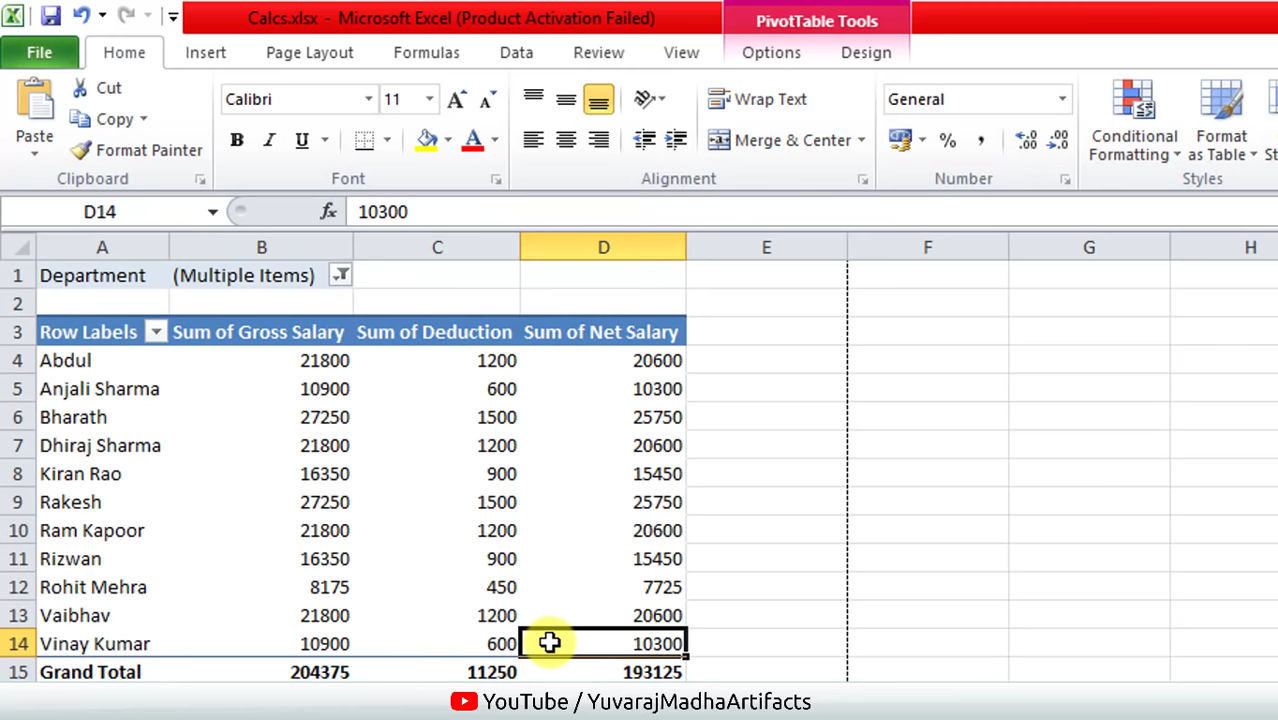 Calcs.xlsx - Microsoft Excel (Product Activation Failed)
PivotTable Tools
File Home Insert Page Layout Formulas Data Review View Options Design
Paste
Cut
Copy
Format Painter
Clipboard
Calibri 11 A A
B I U A
Font
Wrap Text
Merge & Center
Alignment
General
% ,
Number
Conditional Formatting
Format as Table
Styles
D14 fx 10300
A B C D E F G H
1 Department (Multiple Items)
2
3 Row Labels Sum of Gross Salary Sum of Deduction Sum of Net Salary
4 Abdul 21800 1200 20600
5 Anjali Sharma 10900 600 10300
6 Bharath 27250 1500 25750
7 Dhiraj Sharma 21800 1200 20600
8 Kiran Rao 16350 900 15450
9 Rakesh 27250 1500 25750
10 Ram Kapoor 21800 1200 20600
11 Rizwan 16350 900 15450
12 Rohit Mehra 8175 450 7725
13 Vaibhav 21800 1200 20600
14 Vinay Kumar 10900 600 10300
15 Grand Total 204375 11250 193125
YouTube / YuvarajMadhaArtifacts